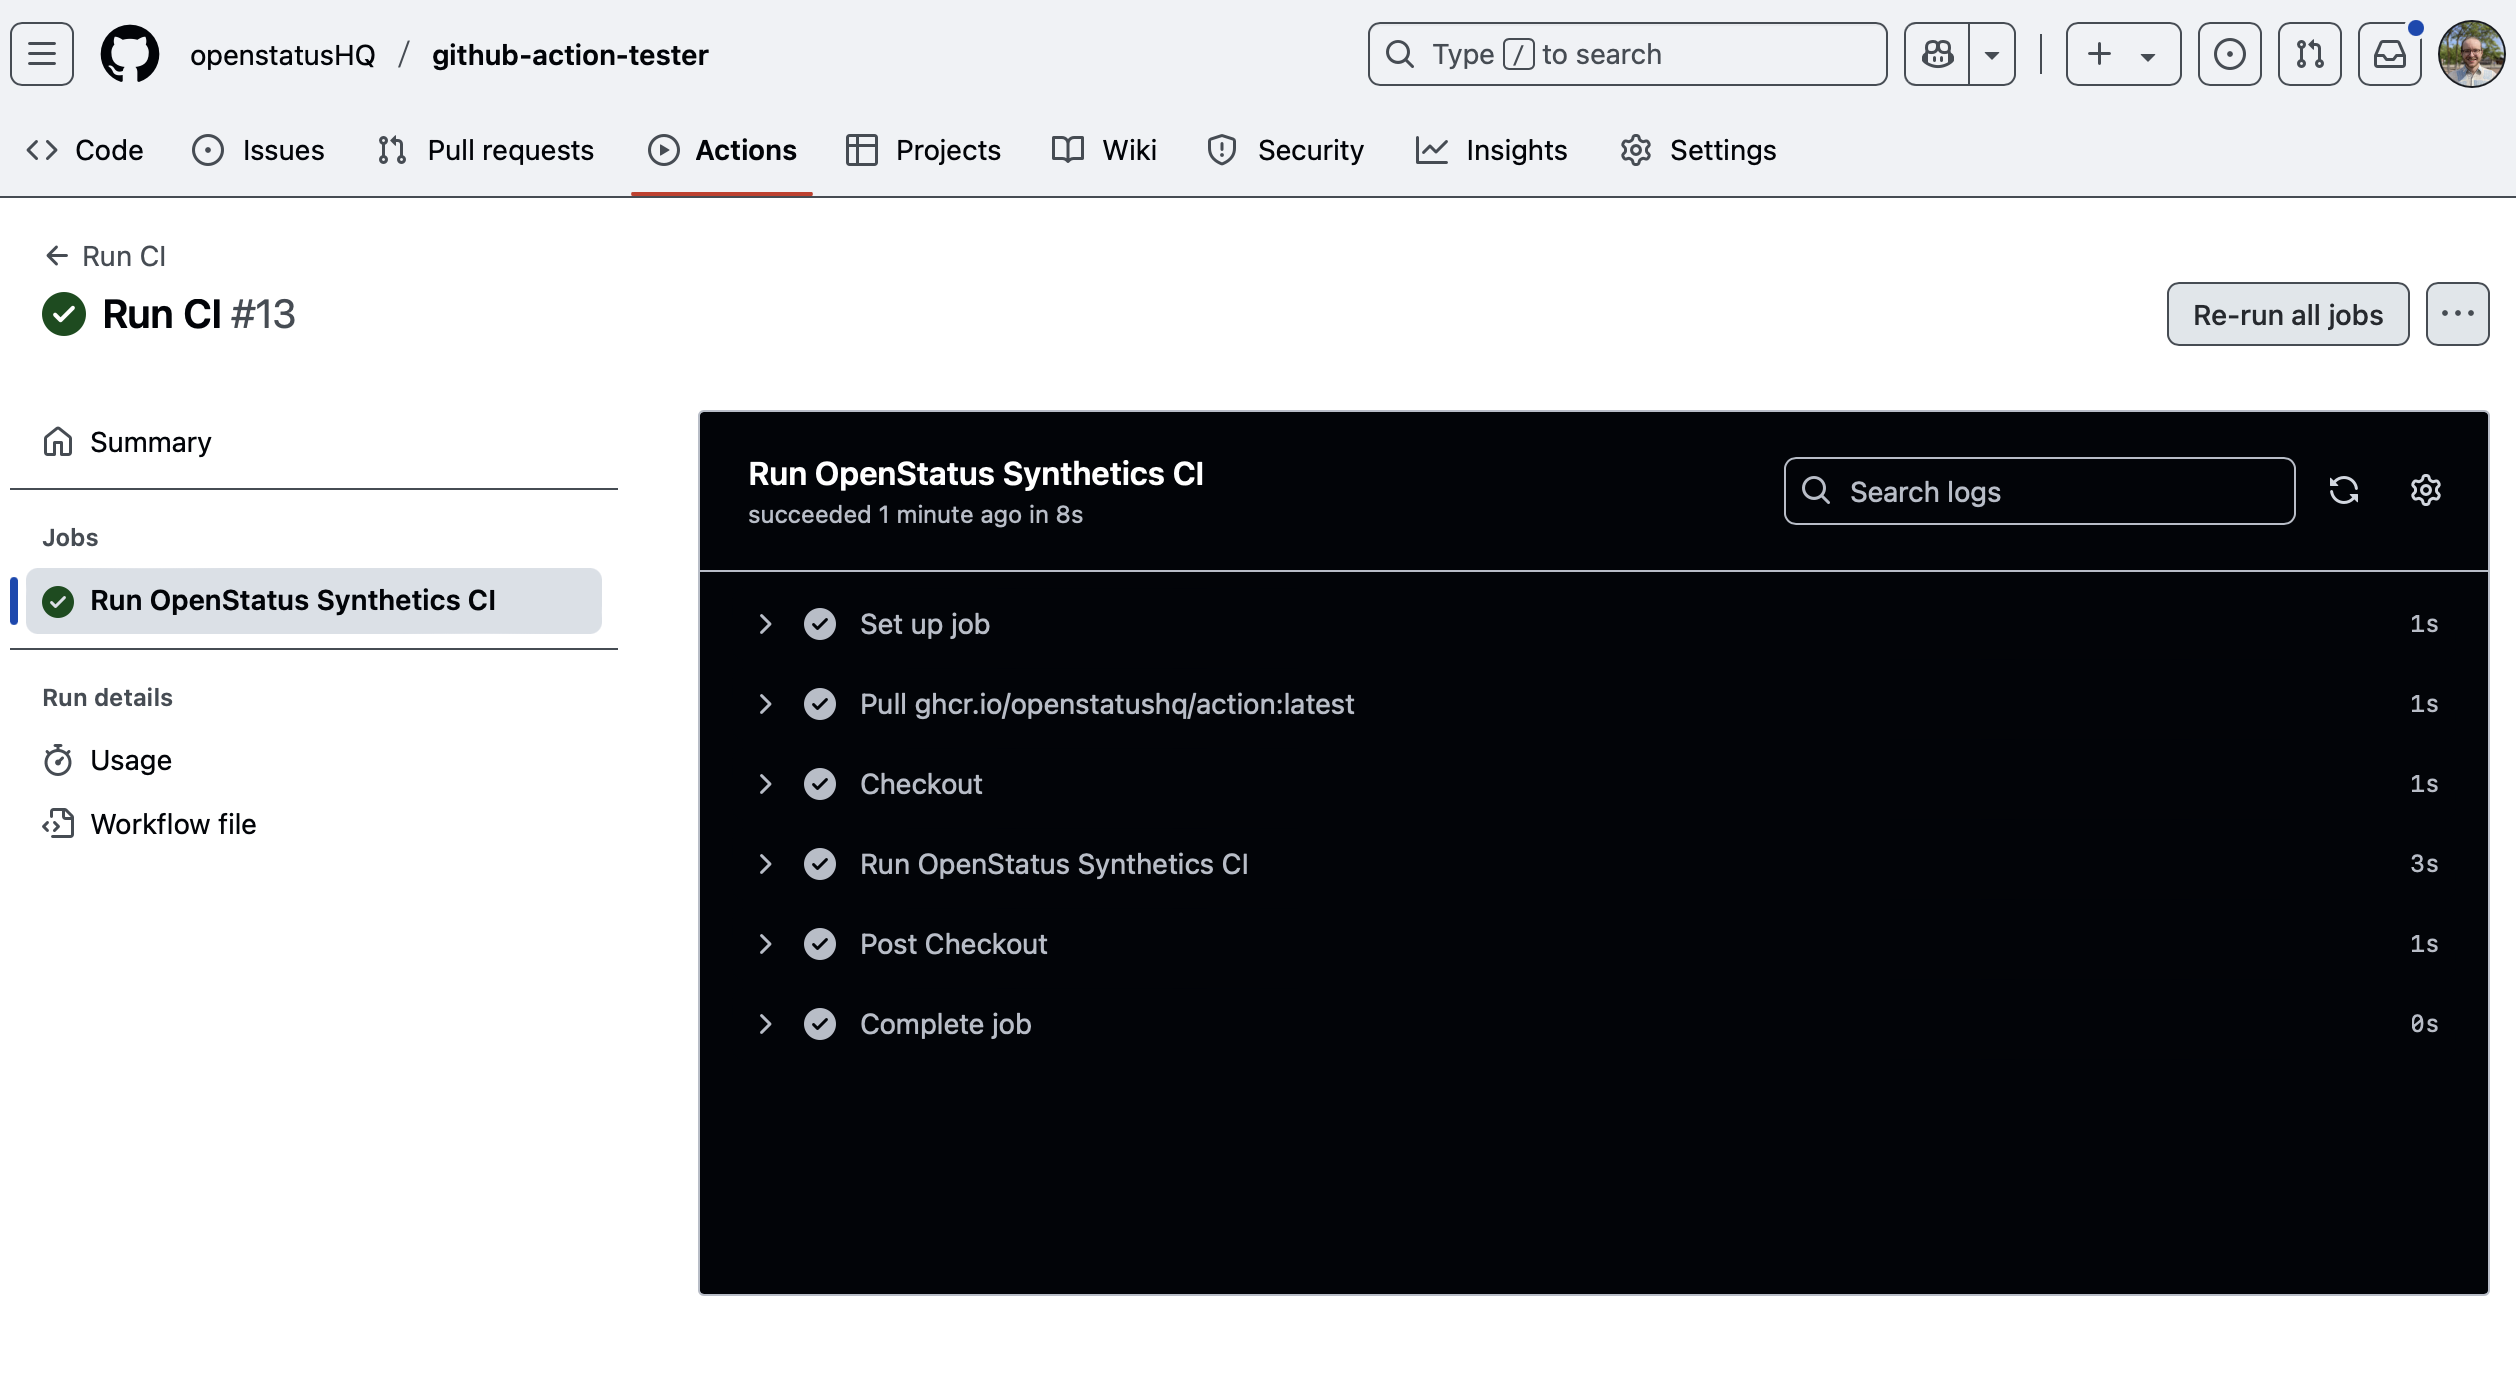 openstatusHQ / github-action-tester
Type / to search
Code Issues Pull requests Actions Projects Wiki Security Insights Settings
Run CI
Run CI #13
Re-run all jobs
Summary
Jobs
Run OpenStatus Synthetics CI
Run details
Usage
Workflow file
Run OpenStatus Synthetics CI
succeeded 1 minute ago in 8s
Search logs
Set up job 1s
Pull ghcr.io/openstatushq/action:latest 1s
Checkout 1s
Run OpenStatus Synthetics CI 3s
Post Checkout 1s
Complete job 0s